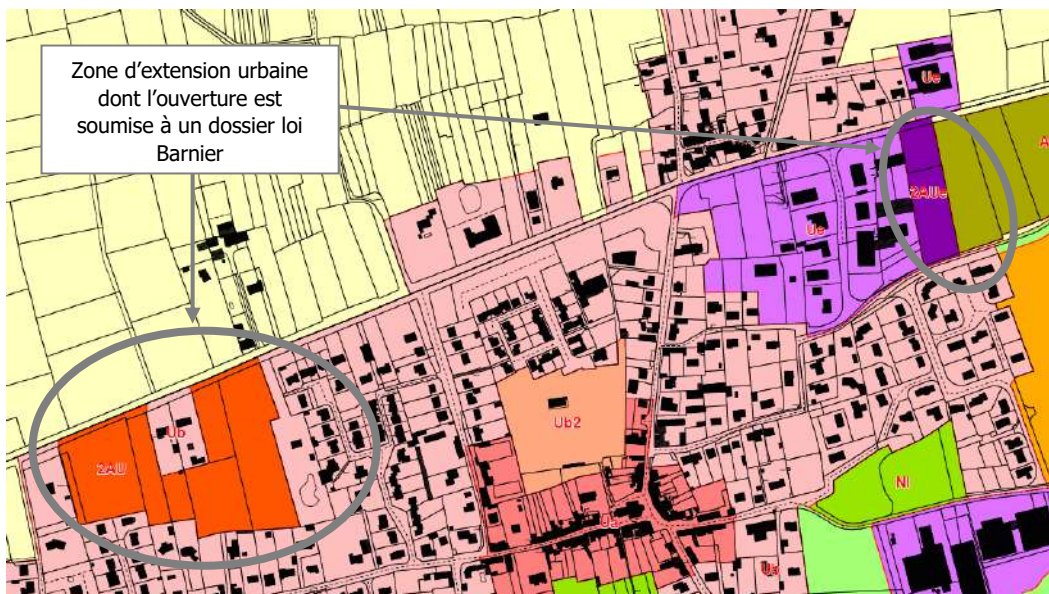 Zone d'extension urbaine
dont l'ouverture est
soumise à un dossier loi
Barnier
Ue
A
2AUe
Ue
Ub
2AU
Ub2
Nl
Ua